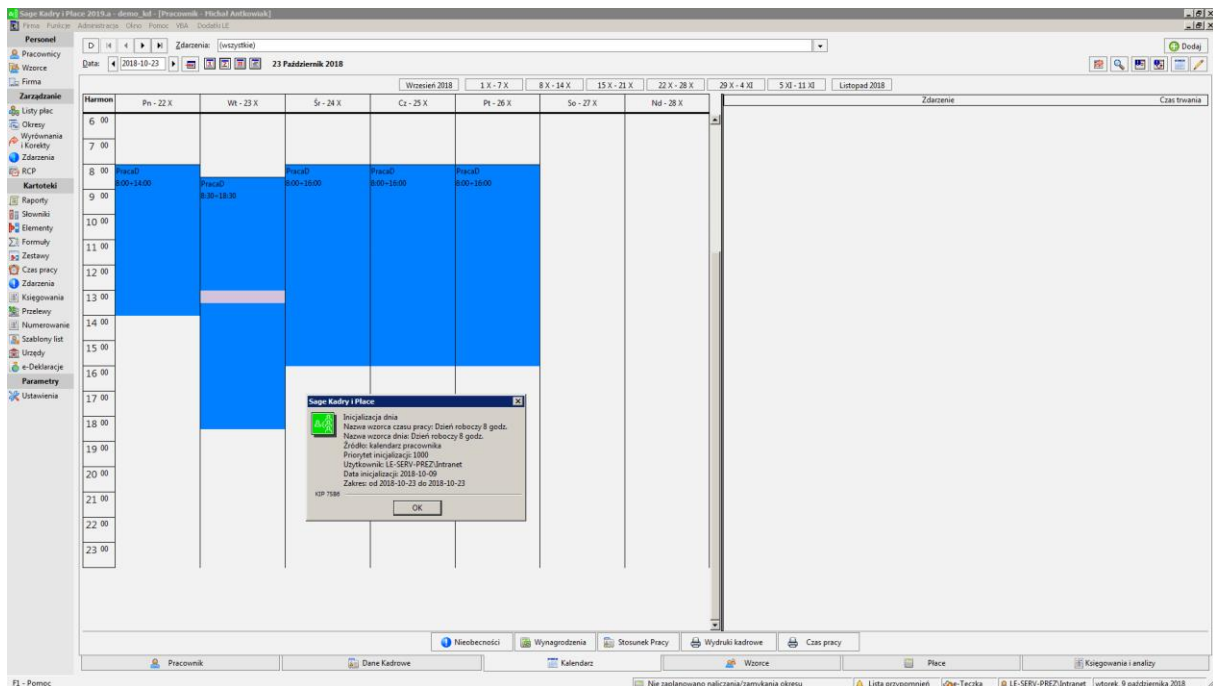 Sage Kadry i Płace 2019.a - demo_kd - [Pracownik - Michał Antkowiak]
Firma Funkcje Administracja Okno Pomoc VBA Dodatki LE
Personel
Pracownicy
Wzorce
Firma
Zarządzanie
Listy płac
Okresy
Wyrównania
i Korekty
Zdarzenia
RCP
Kartoteki
Raporty
Słowniki
Elementy
Formuły
Zestawy
Czas pracy
Zdarzenia
Księgowania
Przelewy
Numerowanie
Szablony list
Urzędy
e-Deklaracje
Parametry
Ustawienia
D Zdarzenia: (wszystkie) Dodaj
Data: 2018-10-23 23 Październik 2018
Wrzesień 2018 1 X - 7 X 8 X - 14 X 15 X - 21 X 22 X - 28 X 29 X - 4 XI 5 XI - 11 XI Listopad 2018
Harmon Pn - 22 X Wt - 23 X Śr - 24 X Cz - 25 X Pt - 26 X So - 27 X Nd - 28 X Zdarzenie Czas trwania
6 00
7 00
8 00 PracaD PracaD PracaD PracaD
8:00÷14:00 PracaD 8:00÷16:00 8:00÷16:00 8:00÷16:00
9 00 8:30÷18:30
10 00
11 00
12 00
13 00
14 00
15 00
16 00
17 00
18 00
19 00
20 00
21 00
22 00
23 00
Sage Kadry i Płace
Inicjalizacja dnia
Nazwa wzorca czasu pracy: Dzień roboczy 8 godz.
Nazwa wzorca dnia: Dzień roboczy 8 godz.
Źródło: kalendarz pracownika
Priorytet inicjalizacji: 1000
Użytkownik: LE-SERV-PREZ\Intranet
Data inicjalizacji: 2018-10-09
Zakres: od 2018-10-23 do 2018-10-23
OK
Nieobecności Wynagrodzenia Stosunek Pracy Wydruki kadrowe Czas pracy
Pracownik Dane Kadrowe Kalendarz Wzorce Płace Księgowania i analizy
F1 - Pomoc Nie zaplanowano naliczania/zamykania okresu Lista przypomnień e-Teczka LE-SERV-PREZ\Intranet wtorek, 9 października 2018